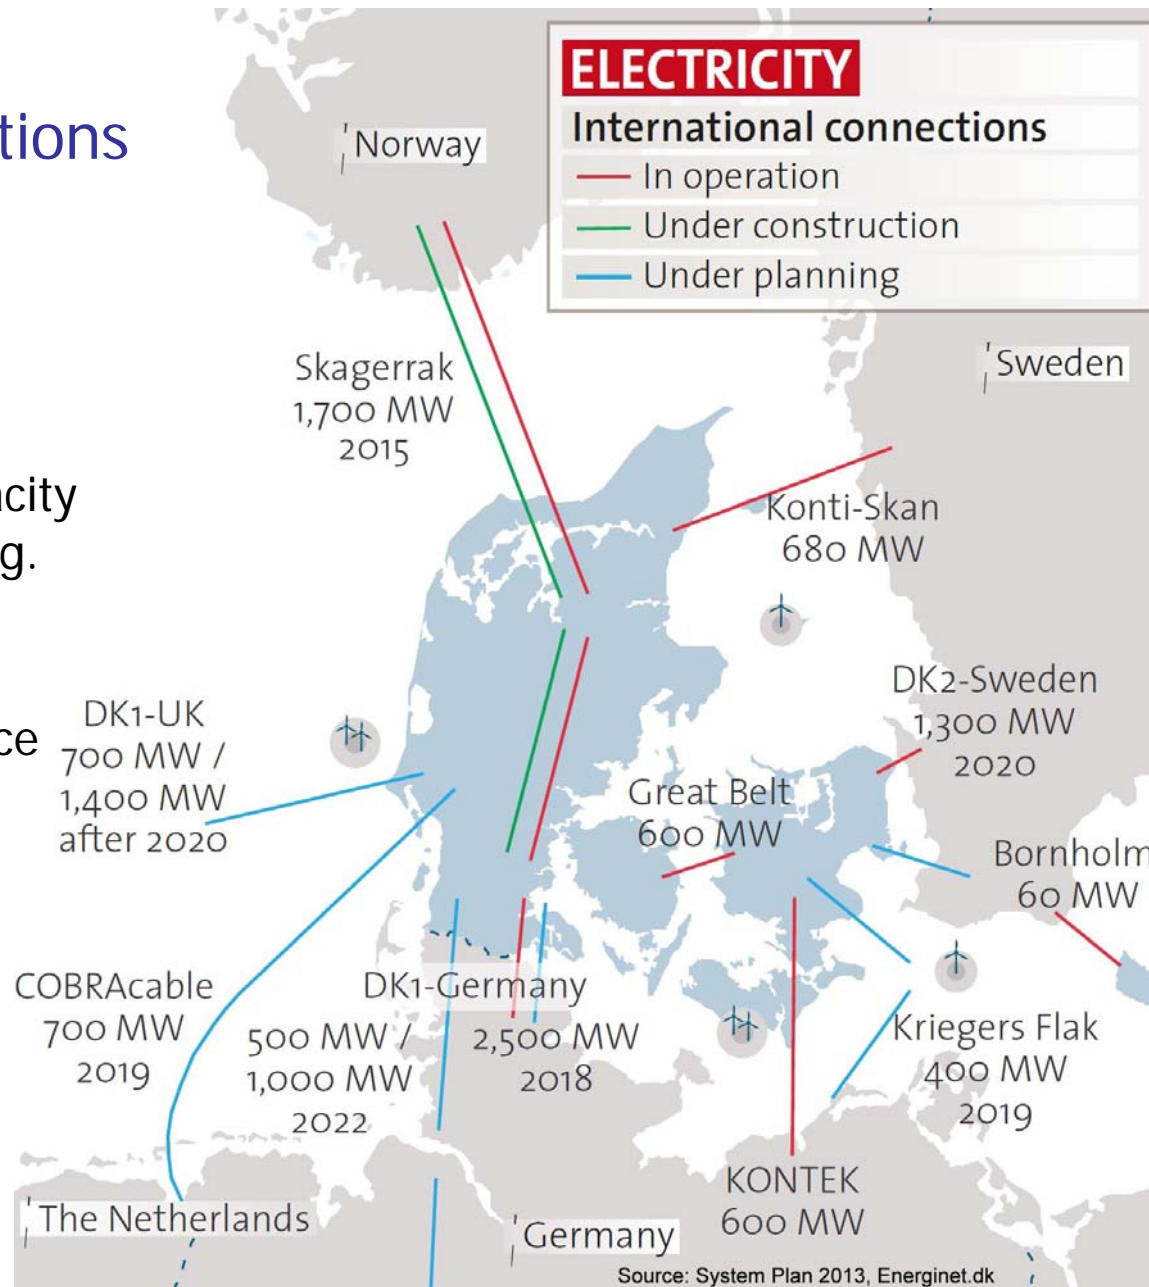 tions
acity
g.
ce
ELECTRICITY
International connections
In operation
Under construction
Under planning
Norway
Sweden
Skagerrak
1,700 MW
2015
Konti-Skan
680 MW
DK1-UK
700 MW /
1,400 MW
after 2020
DK2-Sweden
1,300 MW
2020
Great Belt
600 MW
Bornholm
60 MW
COBRAcable
700 MW
2019
DK1-Germany
500 MW /
1,000 MW
2022
2,500 MW
2018
Kriegers Flak
400 MW
2019
KONTEK
600 MW
The Netherlands
Germany
Source: System Plan 2013, Energinet.dk